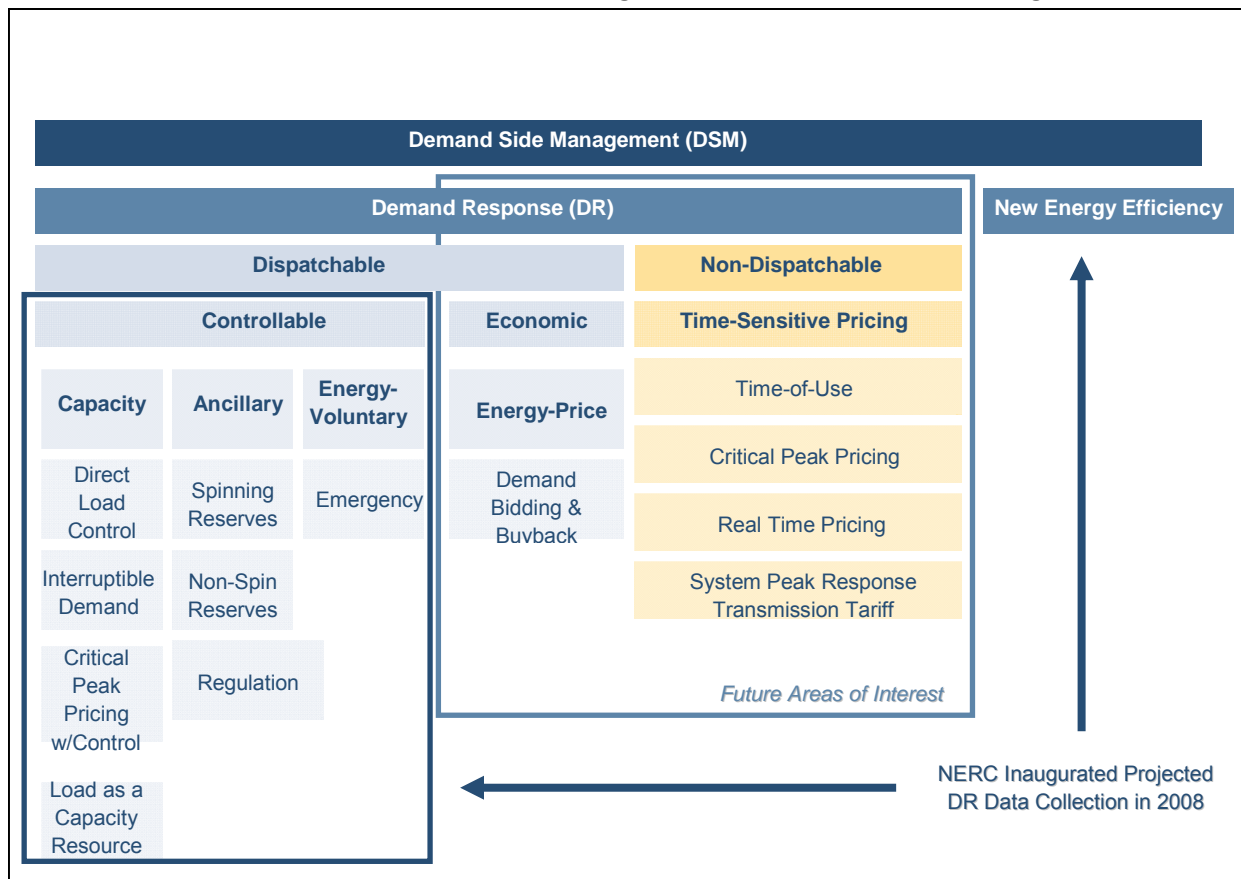 Demand Side Management (DSM)
Demand Response (DR)
New Energy Efficiency
Dispatchable
Non-Dispatchable
Controllable
Economic
Time-Sensitive Pricing
Capacity
Ancillary
Energy-
Voluntary
Energy-Price
Time-of-Use
Direct
Load
Control
Spinning
Reserves
Emergency
Demand
Bidding &
Buyback
Critical Peak Pricing
Real Time Pricing
Interruptible
Demand
Non-Spin
Reserves
System Peak Response
Transmission Tariff
Critical
Peak
Pricing
w/Control
Regulation
Future Areas of Interest
Load as a
Capacity
Resource
NERC Inaugurated Projected
DR Data Collection in 2008